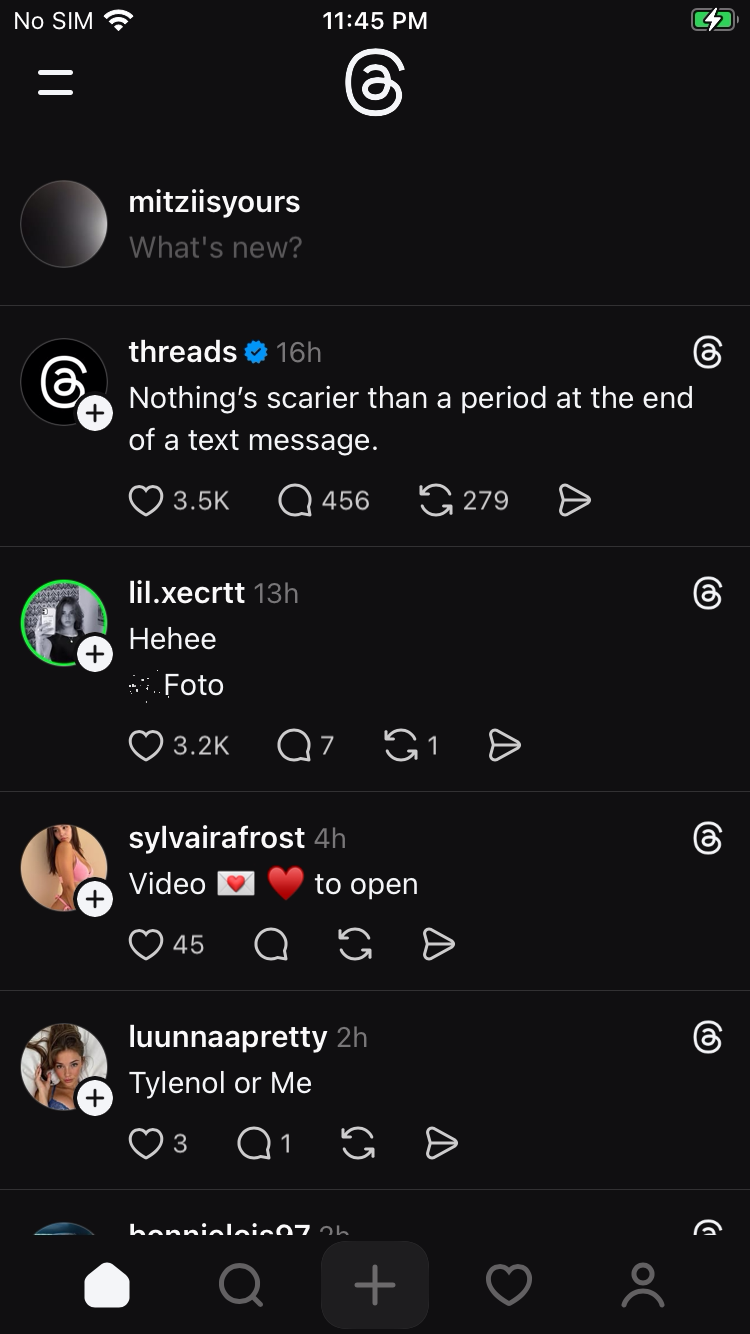 No SIM 11:45 PM
mitziisyours
What's new?
threads 16h
Nothing’s scarier than a period at the end
of a text message.
3.5K 456 279
lil.xecrtt 13h
Hehee
Foto
3.2K 7 1
sylvairafrost 4h
Video 💌 ♥️ to open
45
luunnaapretty 2h
Tylenol or Me
3 1